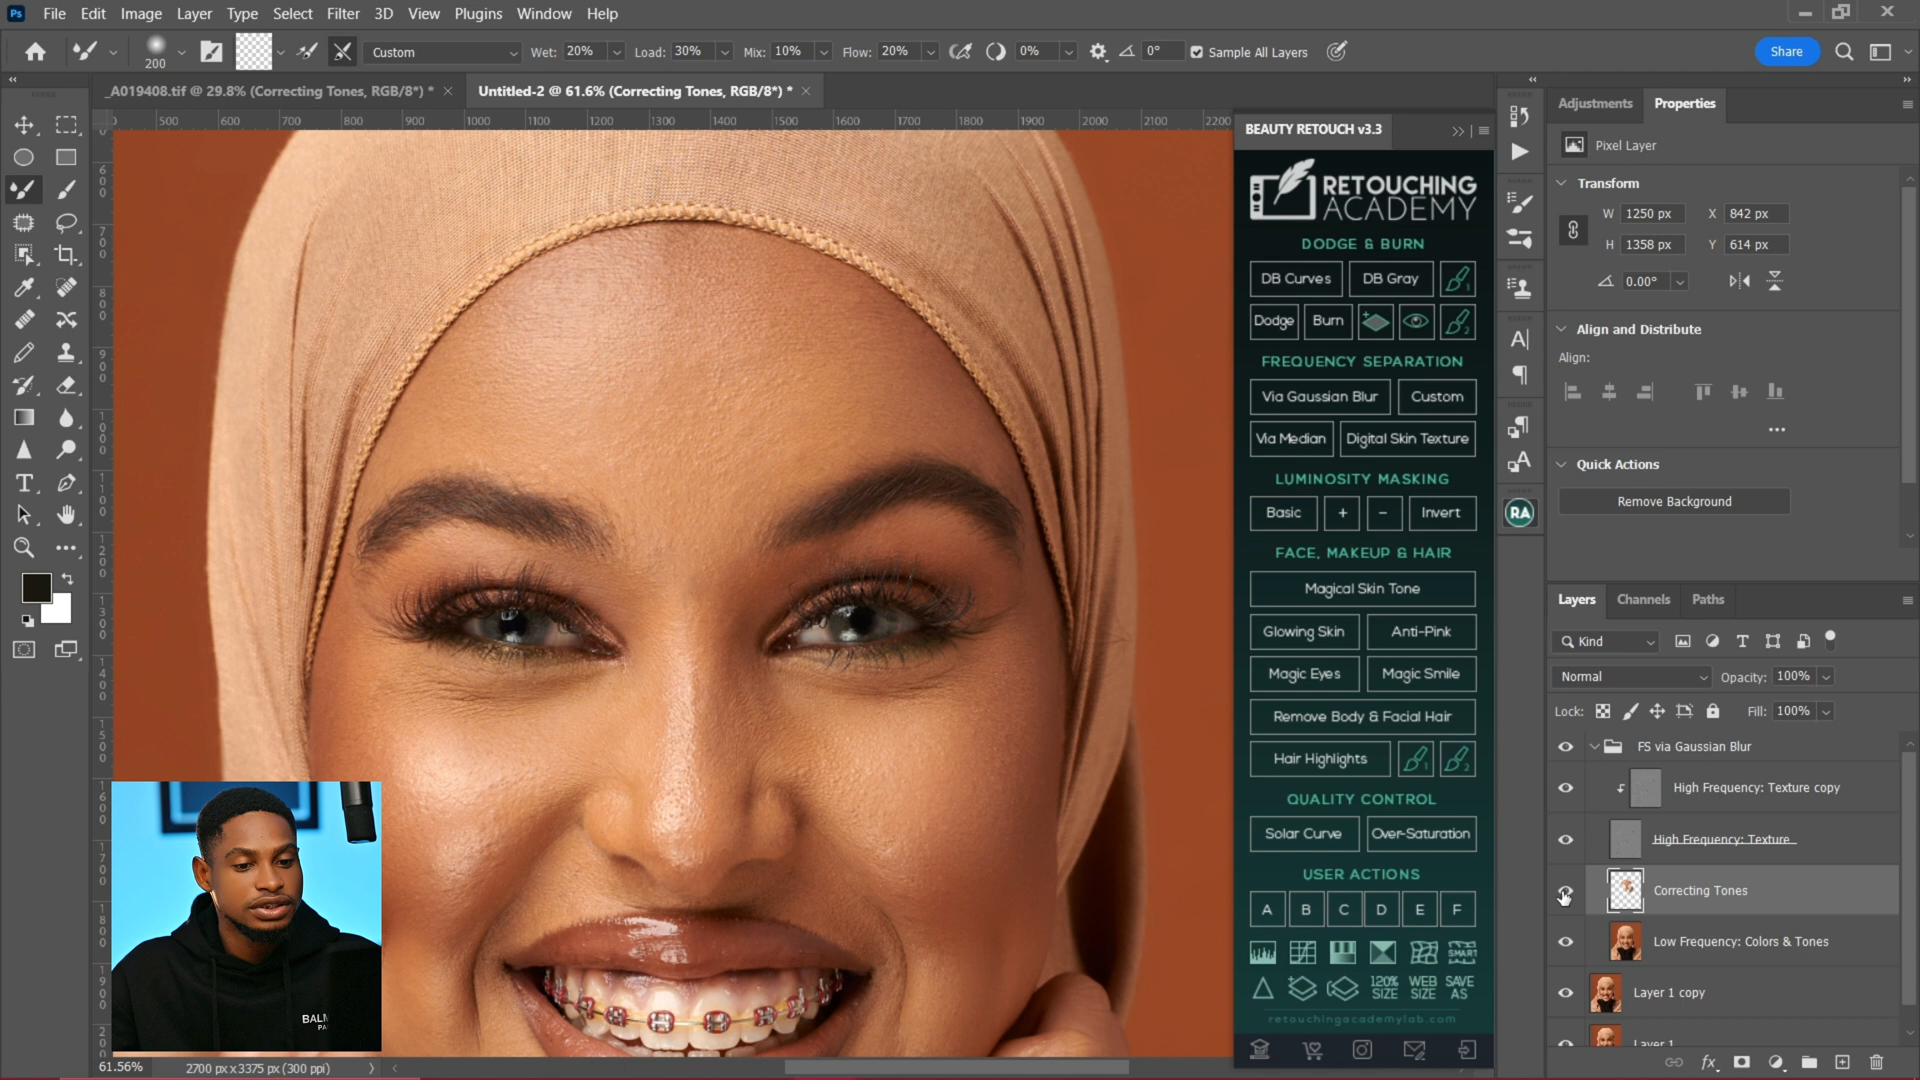 Ps File Edit Image Layer Type Select Filter 3D View Plugins Window Help
200 Custom Wet: 20% Load: 30% Mix: 10% Flow: 20% 0% 0° Sample All Layers Share
_A019408.tif @ 29.8% (Correcting Tones, RGB/8*) * Untitled-2 @ 61.6% (Correcting Tones, RGB/8*) *
500 600 700 800 900 1000 1100 1200 1300 1400 1500 1600 1700 1800 1900 2000 2100 2200
600
700
800
900
1000
1100
1200
1300
1400
1500
1600
1700
1800
1900
BEAUTY RETOUCH v3.3
RETOUCHING
ACADEMY
DODGE & BURN
DB Curves DB Gray 1
Dodge Burn 2
FREQUENCY SEPARATION
Via Gaussian Blur Custom
Via Median Digital Skin Texture
LUMINOSITY MASKING
Basic + − Invert
FACE, MAKEUP & HAIR
Magical Skin Tone
Glowing Skin Anti-Pink
Magic Eyes Magic Smile
Remove Body & Facial Hair
Hair Highlights 1 2
QUALITY CONTROL
Solar Curve Over-Saturation
USER ACTIONS
A B C D E F
SMART
120% SIZE WEB SIZE SAVE AS
retouchingacademylab.com
RA
Adjustments Properties
Pixel Layer
Transform
W 1250 px X 842 px
H 1358 px Y 614 px
0.00°
Align and Distribute
Align:
Quick Actions
Remove Background
Layers Channels Paths
Kind
Normal Opacity: 100%
Lock: Fill: 100%
FS via Gaussian Blur
High Frequency: Texture copy
High Frequency: Texture
Correcting Tones
Low Frequency: Colors & Tones
Layer 1 copy
Layer 1
fx
BALM
PA
61.56% 2700 px x 3375 px (300 ppi)